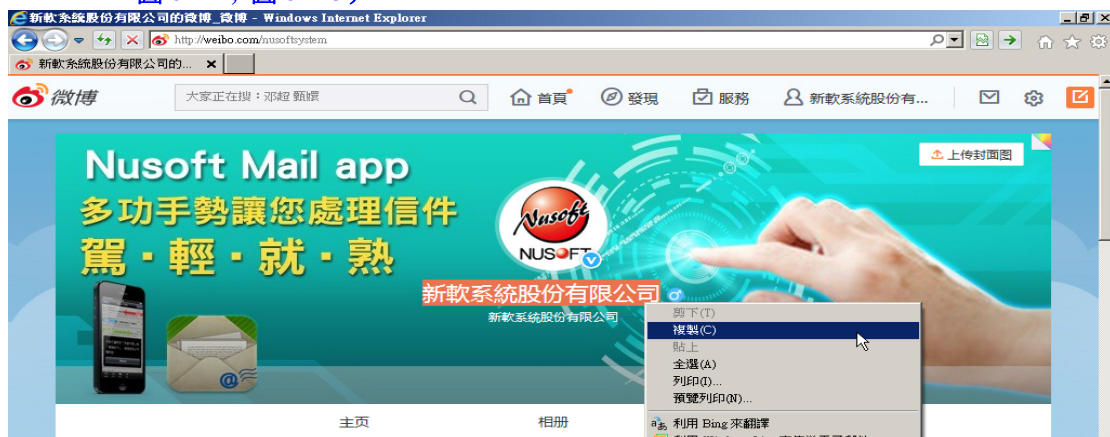 新軟系統股份有限公司的微博_微博 - Windows Internet Explorer
http://weibo.com/nusoftsystem
新軟系統股份有限公司的...
微博 大家正在搜：邓超 甄嬛 首頁 發現 服務 新軟系統股份有...
上传封面图
Nusoft Mail app
多功手勢讓您處理信件
駕·輕·就·熟
Nusoft
NUSOFT
新軟系統股份有限公司
新軟系統股份有限公司
剪下(T)
複製(C)
貼上
全選(A)
列印(I)...
預覽列印(N)...
主页 相册
利用 Bing 來翻譯